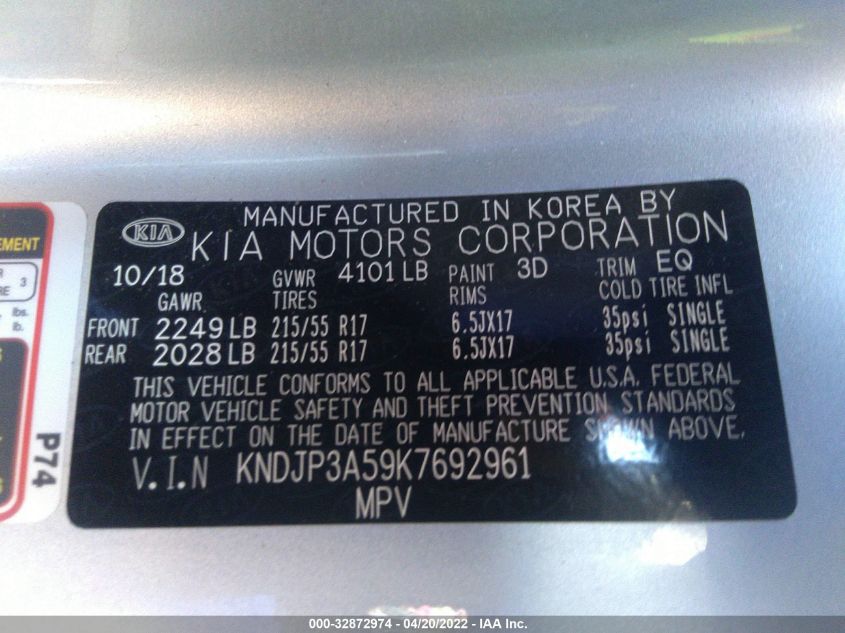 MANUFACTURED IN KOREA BY
KIA KIA MOTORS CORPORATION
10/18 GVWR 4101 LB PAINT 3D TRIM EQ
GAWR TIRES RIMS COLD TIRE INFL
FRONT 2249 LB 215/55 R17 6.5JX17 35psi SINGLE
REAR 2028 LB 215/55 R17 6.5JX17 35psi SINGLE
THIS VEHICLE CONFORMS TO ALL APPLICABLE U.S.A. FEDERAL
MOTOR VEHICLE SAFETY AND THEFT PREVENTION STANDARDS
IN EFFECT ON THE DATE OF MANUFACTURE SHOWN ABOVE.
V.I.N KNDJP3A59K7692961
MPV
3
lbs.
lb.
P74
000-32872974 - 04/20/2022 - IAA Inc.